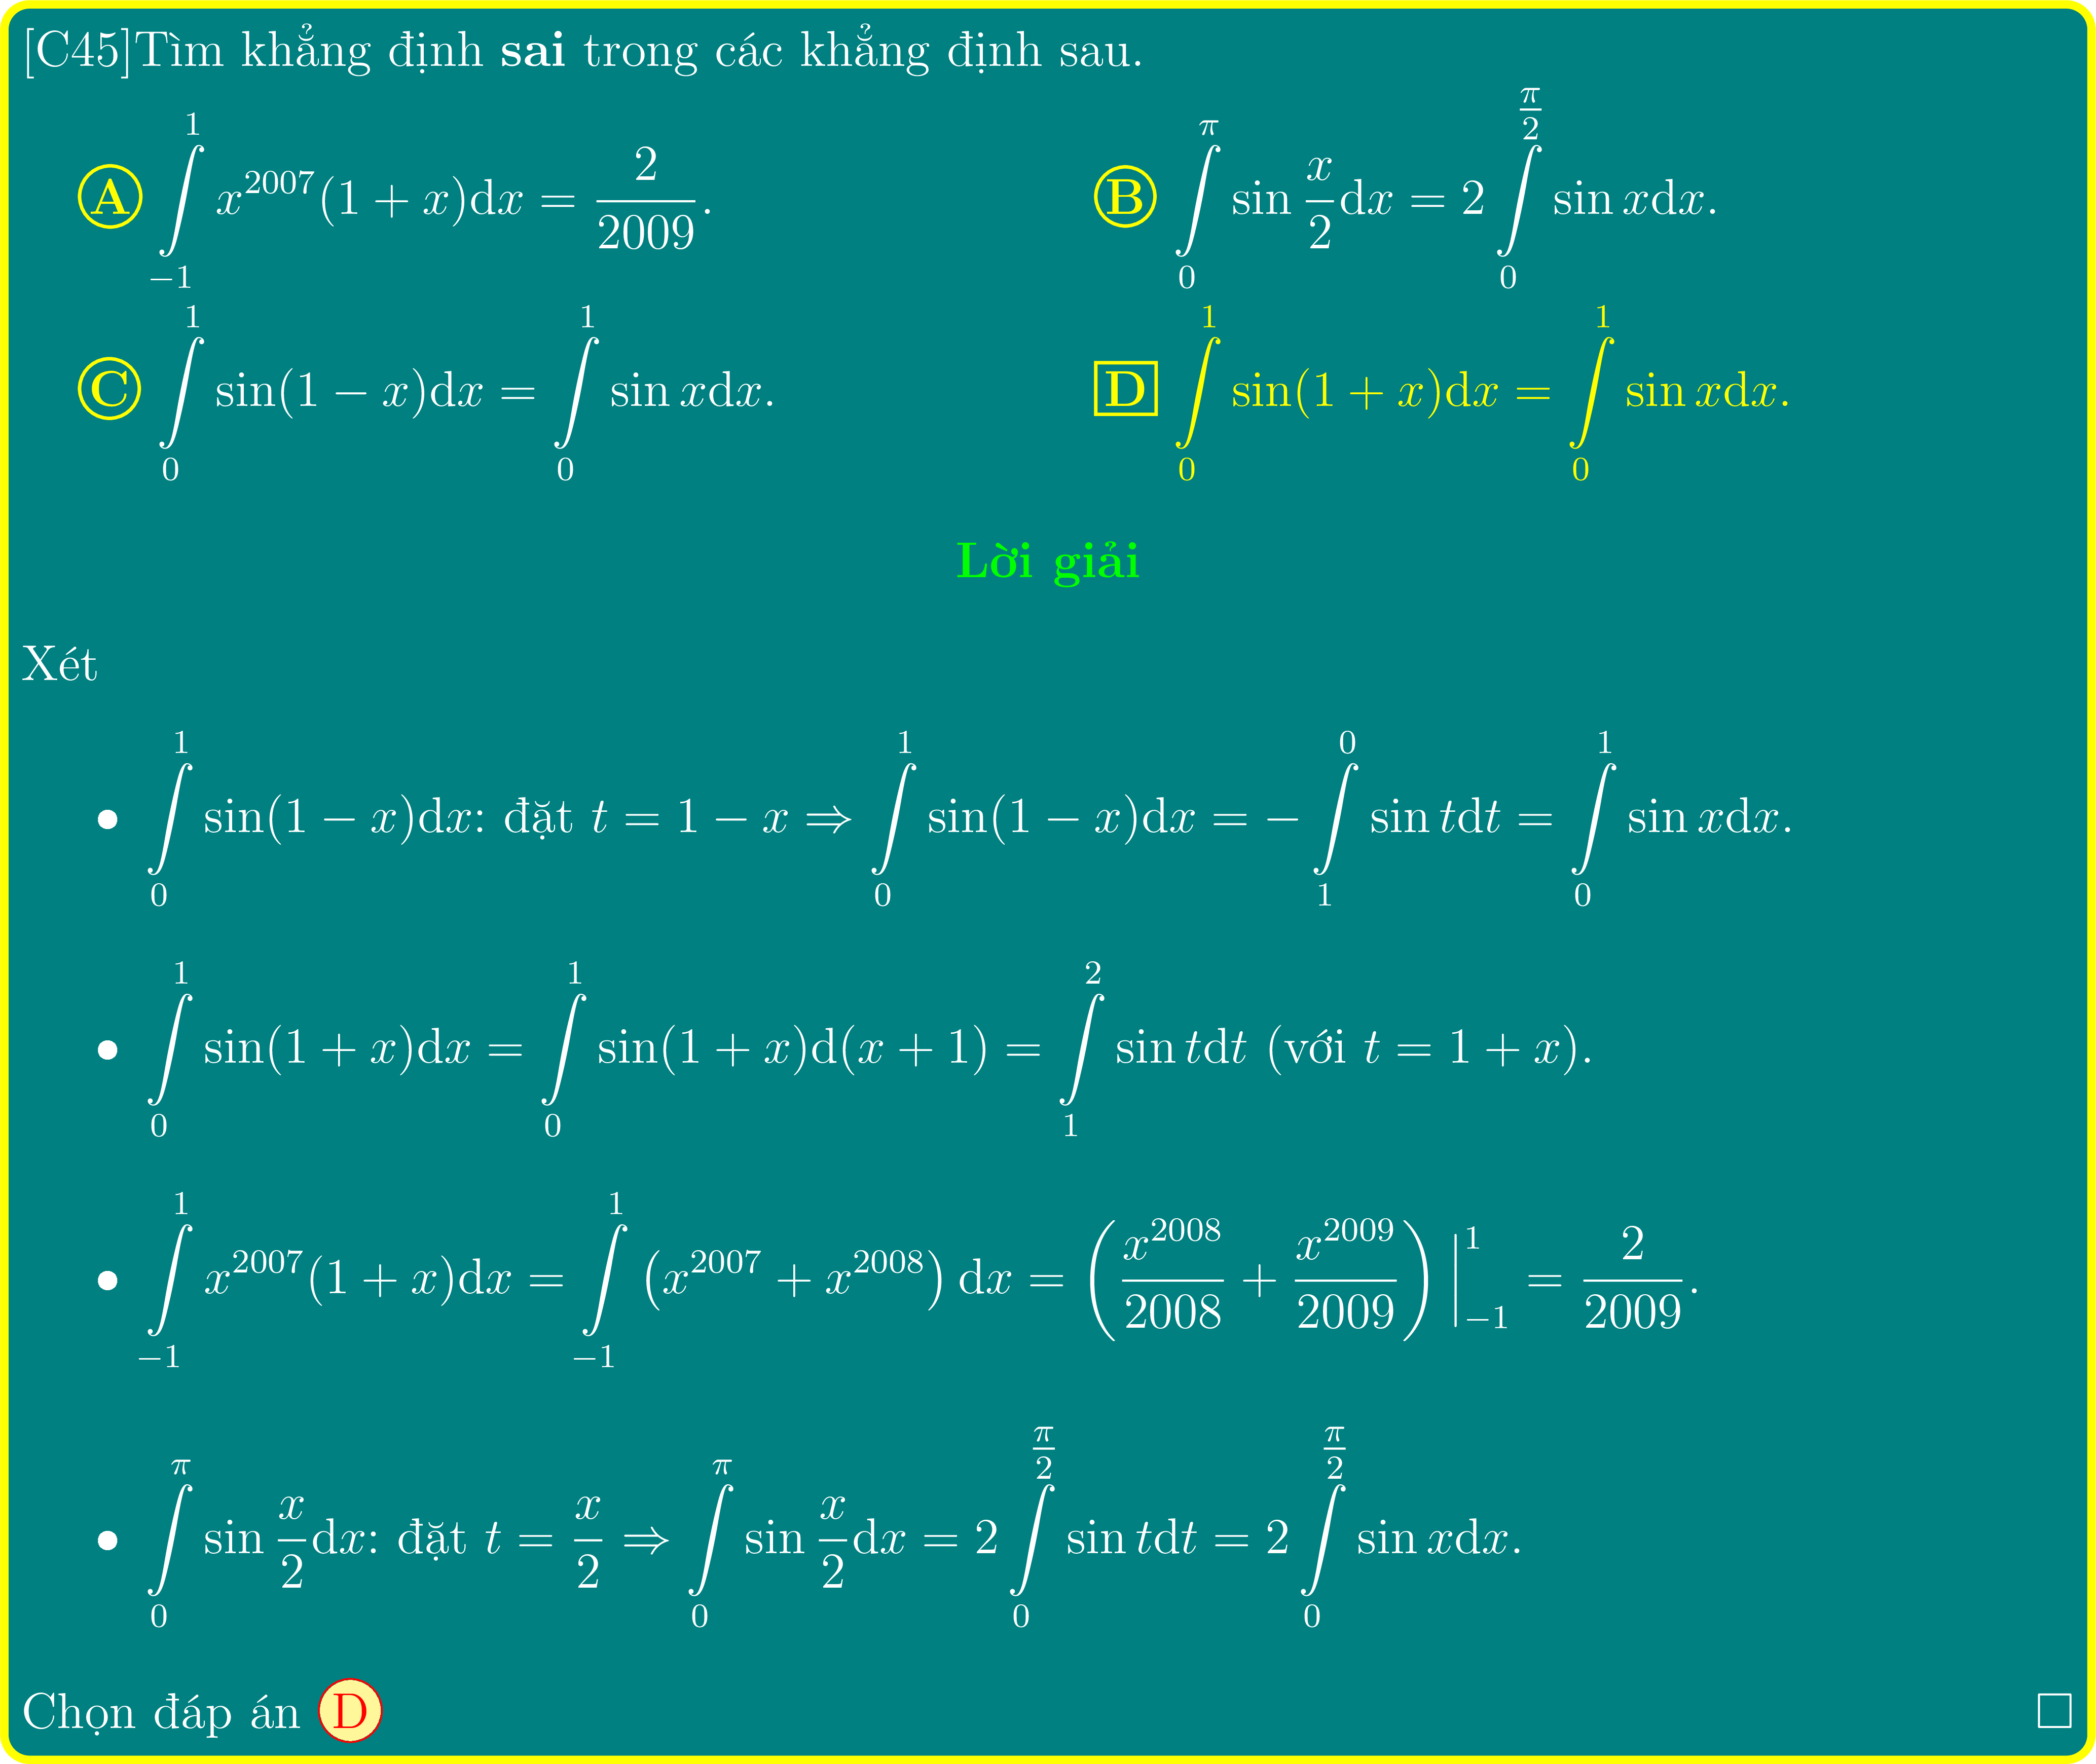 [C45]Tìm khẳng định sai trong các khẳng định sau.
Ⓐ $\int\limits_{-1}^{1} x^{2007}(1+x)\mathrm{d}x = \frac{2}{2009}$. Ⓑ $\int\limits_{0}^{\pi} \sin\frac{x}{2}\mathrm{d}x = 2\int\limits_{0}^{\frac{\pi}{2}} \sin x\mathrm{d}x$.
Ⓒ $\int\limits_{0}^{1} \sin(1-x)\mathrm{d}x = \int\limits_{0}^{1} \sin x\mathrm{d}x$. D $\int\limits_{0}^{1} \sin(1+x)\mathrm{d}x = \int\limits_{0}^{1} \sin x\mathrm{d}x$.
Lời giải
Xét
• $\int\limits_{0}^{1} \sin(1-x)\mathrm{d}x$: đặt $t = 1-x \Rightarrow \int\limits_{0}^{1} \sin(1-x)\mathrm{d}x = -\int\limits_{1}^{0} \sin t\mathrm{d}t = \int\limits_{0}^{1} \sin x\mathrm{d}x$.
• $\int\limits_{0}^{1} \sin(1+x)\mathrm{d}x = \int\limits_{0}^{1} \sin(1+x)\mathrm{d}(x+1) = \int\limits_{1}^{2} \sin t\mathrm{d}t$ (với $t = 1+x$).
• $\int\limits_{-1}^{1} x^{2007}(1+x)\mathrm{d}x = \int\limits_{-1}^{1} \left(x^{2007}+x^{2008}\right)\mathrm{d}x = \left(\frac{x^{2008}}{2008}+\frac{x^{2009}}{2009}\right)\Big|_{-1}^{1} = \frac{2}{2009}$.
• $\int\limits_{0}^{\pi} \sin\frac{x}{2}\mathrm{d}x$: đặt $t = \frac{x}{2} \Rightarrow \int\limits_{0}^{\pi} \sin\frac{x}{2}\mathrm{d}x = 2\int\limits_{0}^{\frac{\pi}{2}} \sin t\mathrm{d}t = 2\int\limits_{0}^{\frac{\pi}{2}} \sin x\mathrm{d}x$.
Chọn đáp án D □